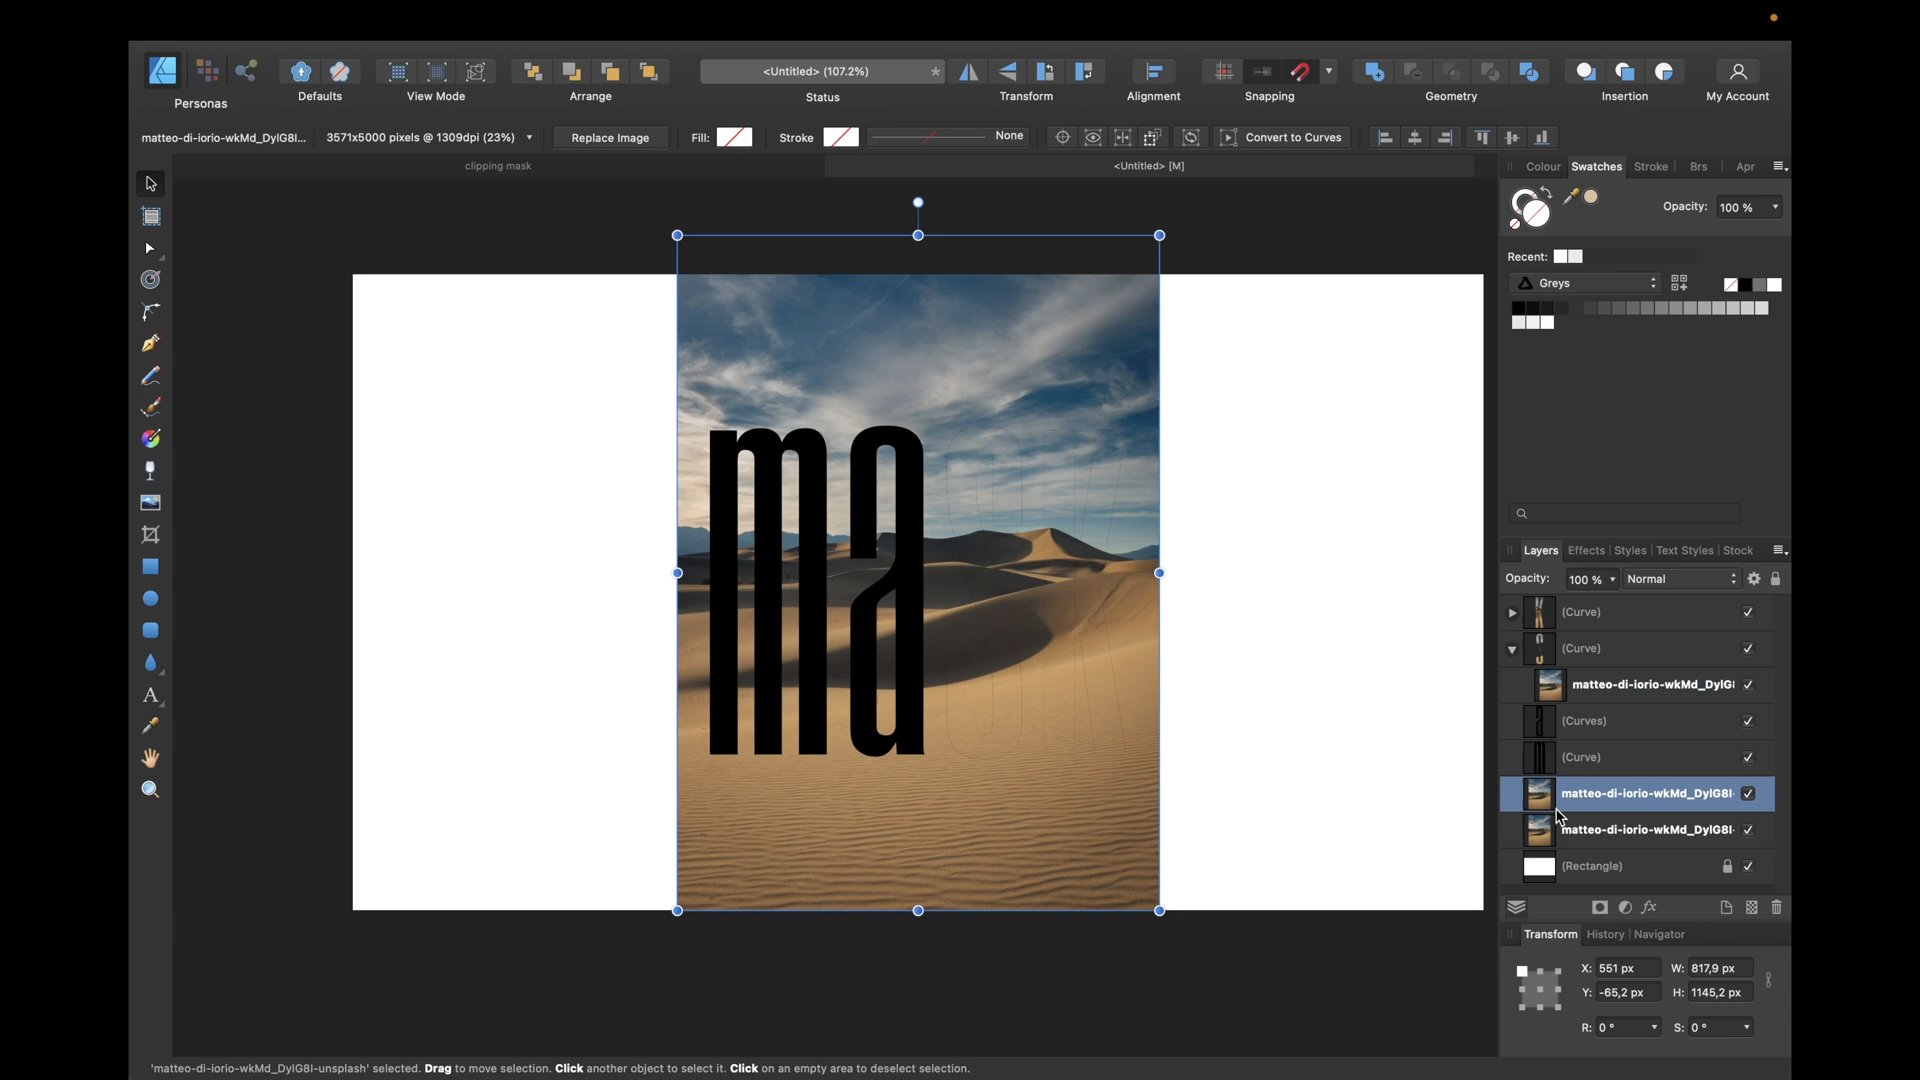 <Untitled> (107.2%)
*
Personas
Defaults
View Mode
Arrange
Status
Transform
Alignment
Snapping
Geometry
Insertion
My Account
matteo-di-iorio-wkMd_DylG8I...
3571x5000 pixels @ 1309dpi (23%)
Replace Image
Fill:
Stroke
None
Convert to Curves
clipping mask
<Untitled> [M]
Colour
Swatches
Stroke
Brs
Apr
Opacity:
100 %
Recent:
Greys
ma
Layers
Effects
Styles
Text Styles
Stock
Opacity:
100 %
Normal
(Curve)
(Curve)
matteo-di-iorio-wkMd_DylG8
(Curves)
(Curve)
matteo-di-iorio-wkMd_DylG8I-
matteo-di-iorio-wkMd_DylG8I-
(Rectangle)
Transform
History
Navigator
X: 551 px
W: 817,9 px
Y: -65,2 px
H: 1145,2 px
R: 0 °
S: 0 °
'matteo-di-iorio-wkMd_DylG8I-unsplash' selected. Drag to move selection. Click another object to select it. Click on an empty area to deselect selection.